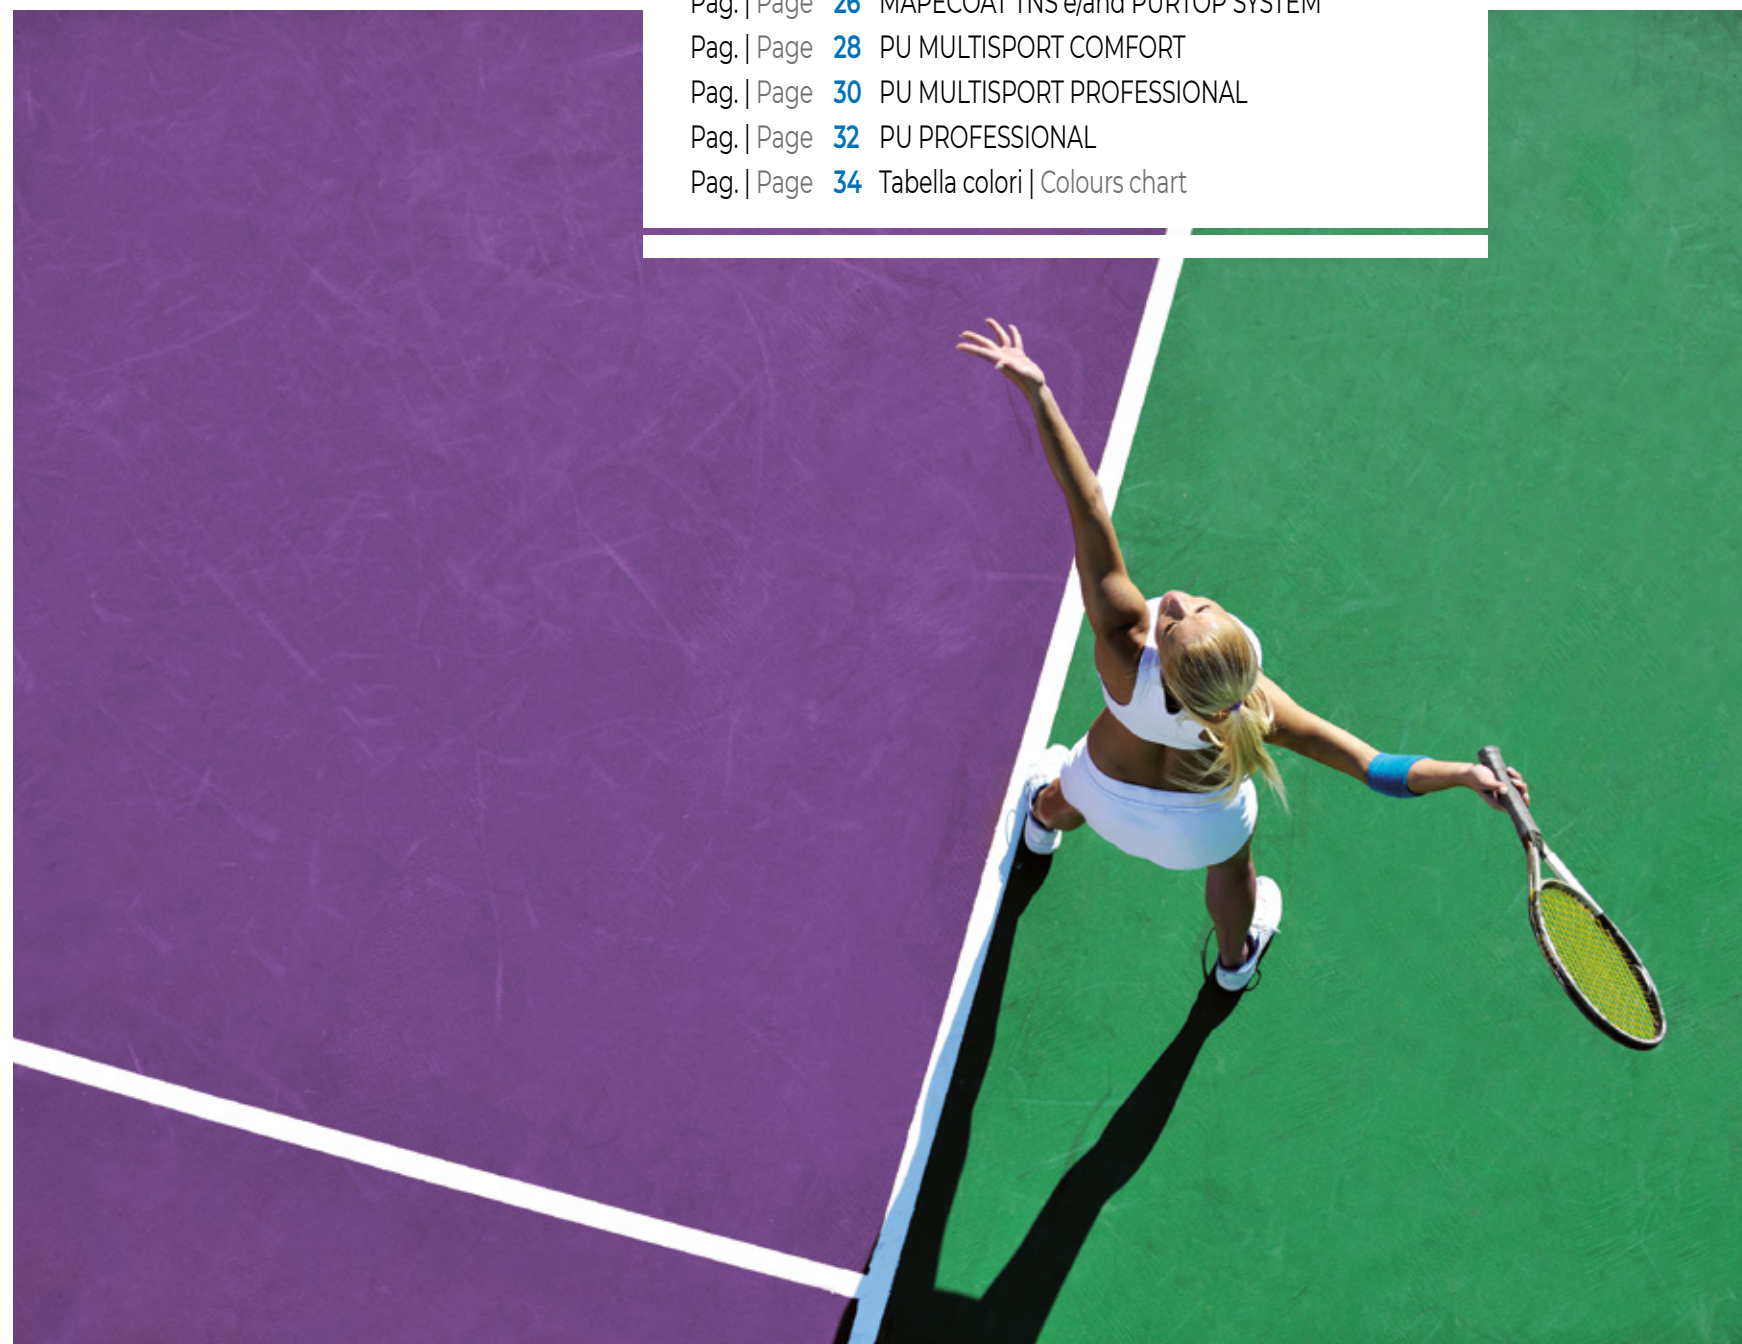 Pag. | Page 26 MAPECOAT TNS e/and PURTOP SYSTEM
Pag. | Page 28 PU MULTISPORT COMFORT
Pag. | Page 30 PU MULTISPORT PROFESSIONAL
Pag. | Page 32 PU PROFESSIONAL
Pag. | Page 34 Tabella colori | Colours chart